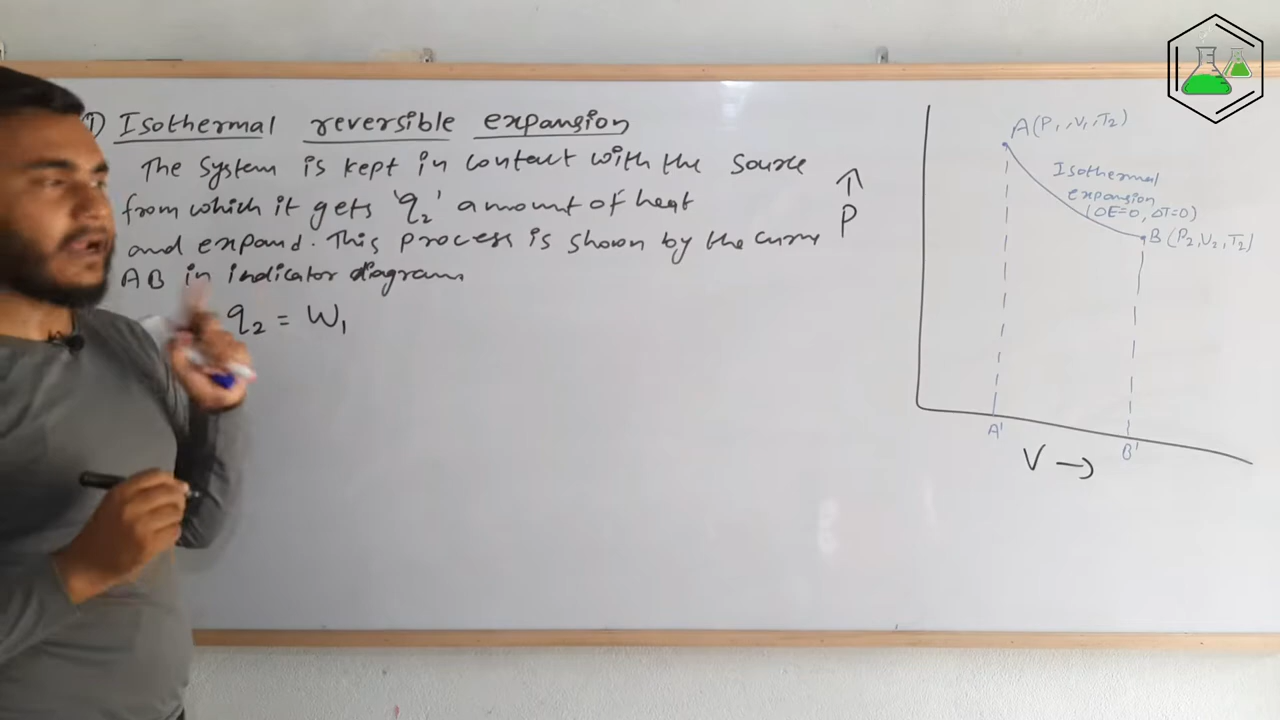 1) Isothermal reversible expansion
The system is kept in contact with the source
from which it gets 'q₂' amount of heat
and expand. This process is shown by the curve
AB in indicator diagram
q₂ = W₁
↑
P
A(P₁,V₁,T₂)
Isothermal
expansion
(ΔE=0, ΔT=0)
B(P₂,V₂,T₂)
A'
B'
V →